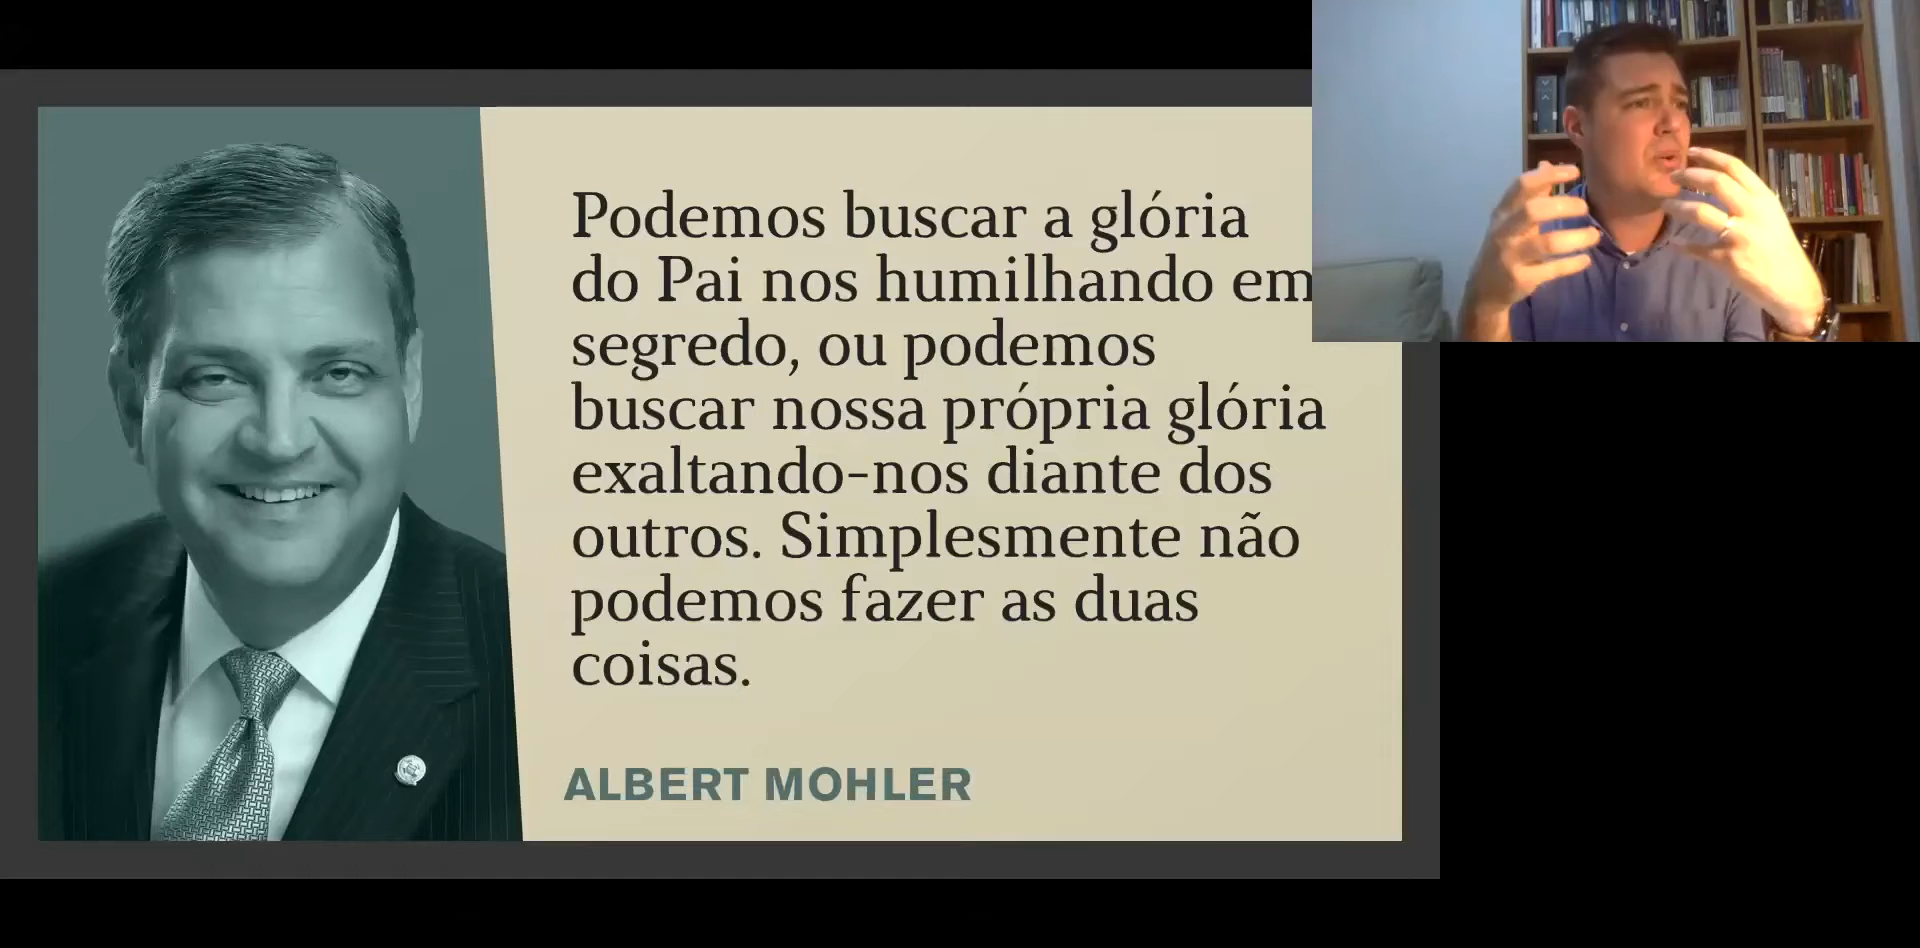 Podemos buscar a glória
do Pai nos humilhando em
segredo, ou podemos
buscar nossa própria glória
exaltando-nos diante dos
outros. Simplesmente não
podemos fazer as duas
coisas.
ALBERT MOHLER